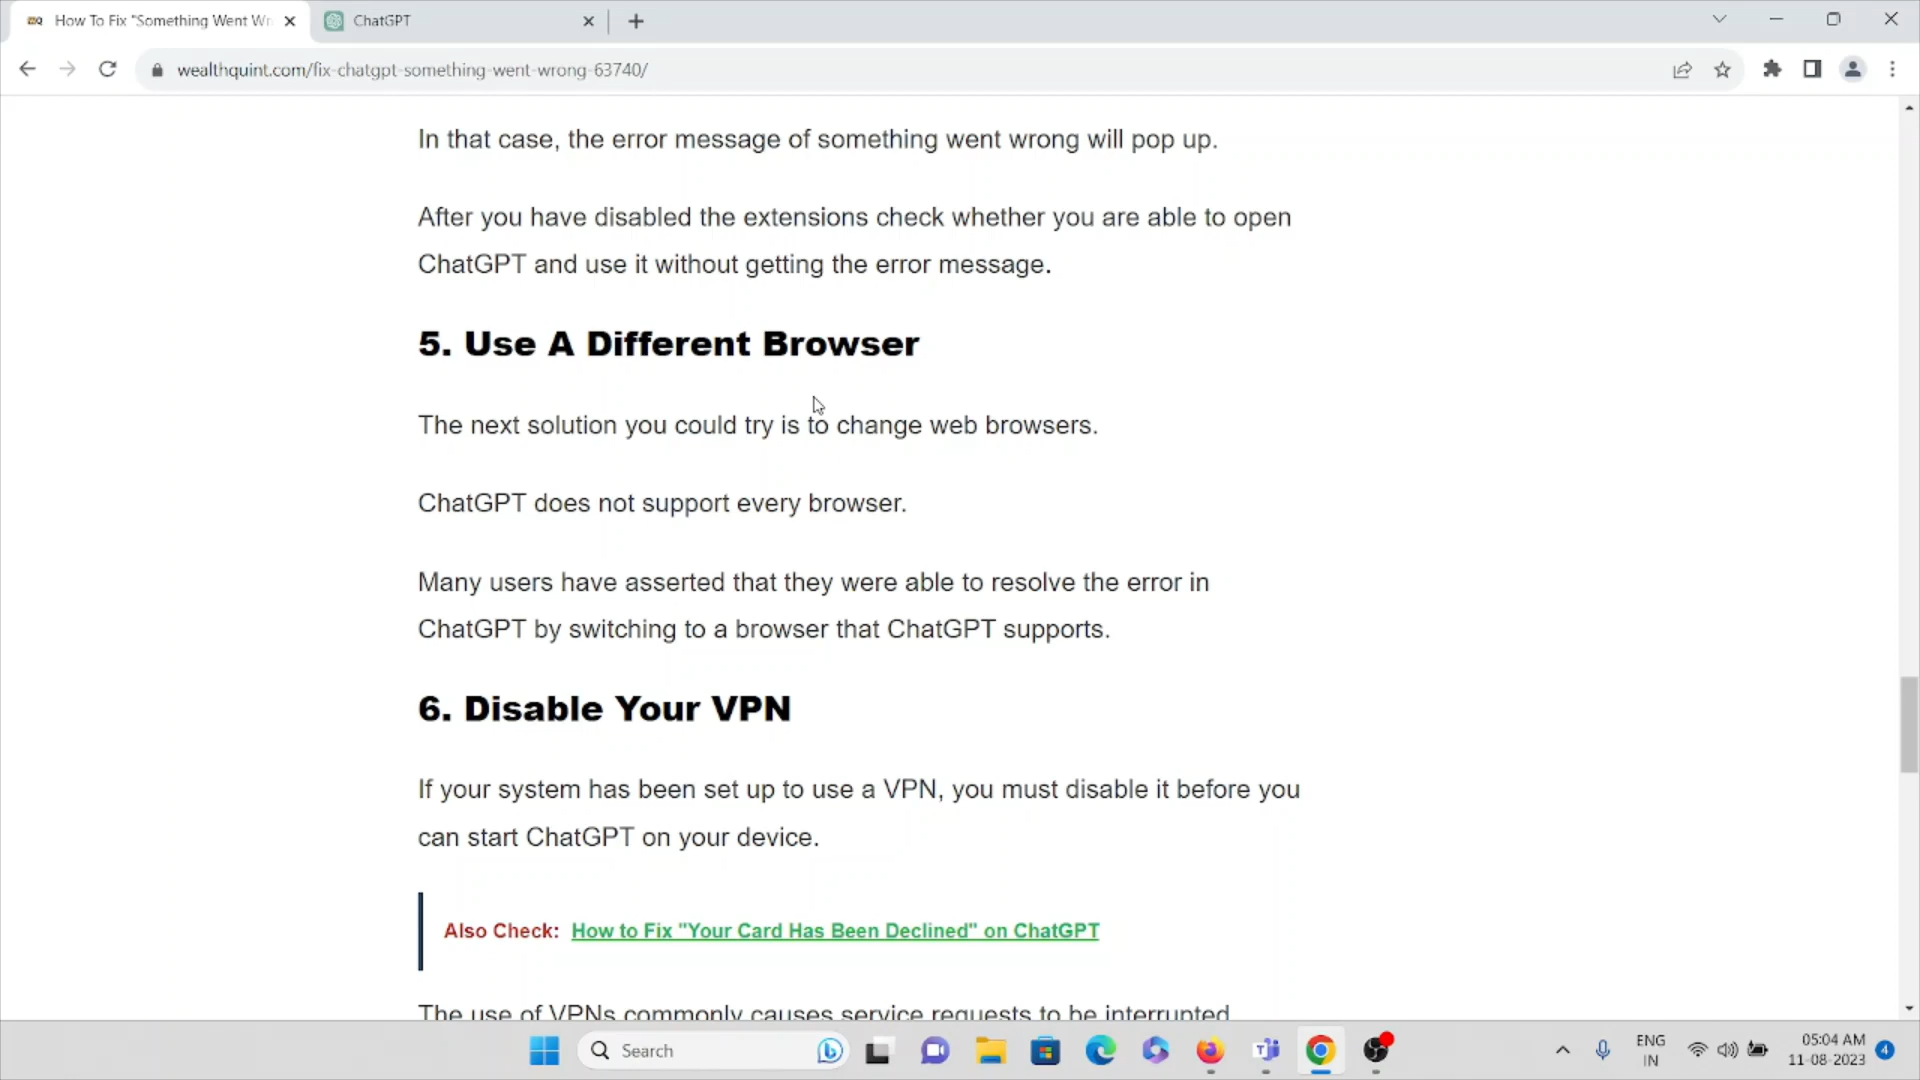 How To Fix "Something Went Wr
ChatGPT
wealthquint.com/fix-chatgpt-something-went-wrong-63740/
In that case, the error message of something went wrong will pop up.
After you have disabled the extensions check whether you are able to open
ChatGPT and use it without getting the error message.
5. Use A Different Browser
The next solution you could try is to change web browsers.
ChatGPT does not support every browser.
Many users have asserted that they were able to resolve the error in
ChatGPT by switching to a browser that ChatGPT supports.
6. Disable Your VPN
If your system has been set up to use a VPN, you must disable it before you
can start ChatGPT on your device.
Also Check: How to Fix "Your Card Has Been Declined" on ChatGPT
The use of VPNs commonly causes service requests to be interrupted
Search
ENG
IN
05:04 AM
11-08-2023
4